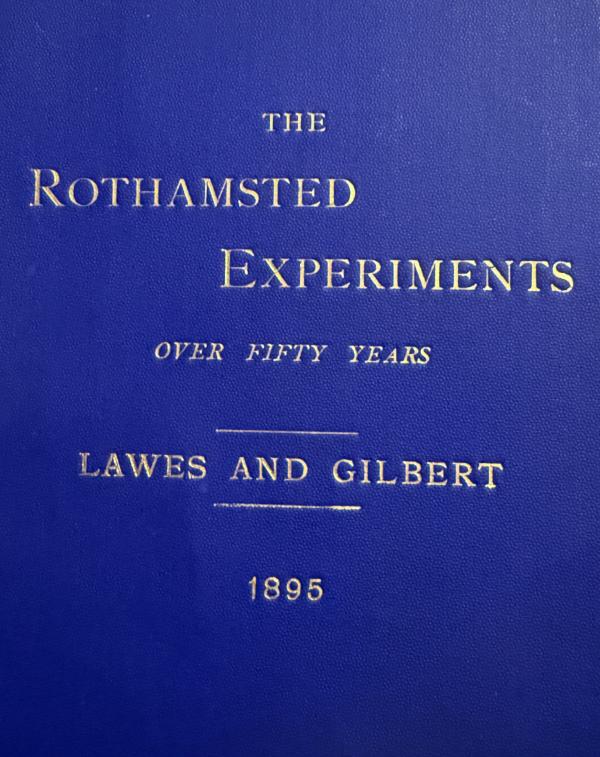 THE
ROTHAMSTED
EXPERIMENTS
OVER FIFTY YEARS
LAWES AND GILBERT
1895